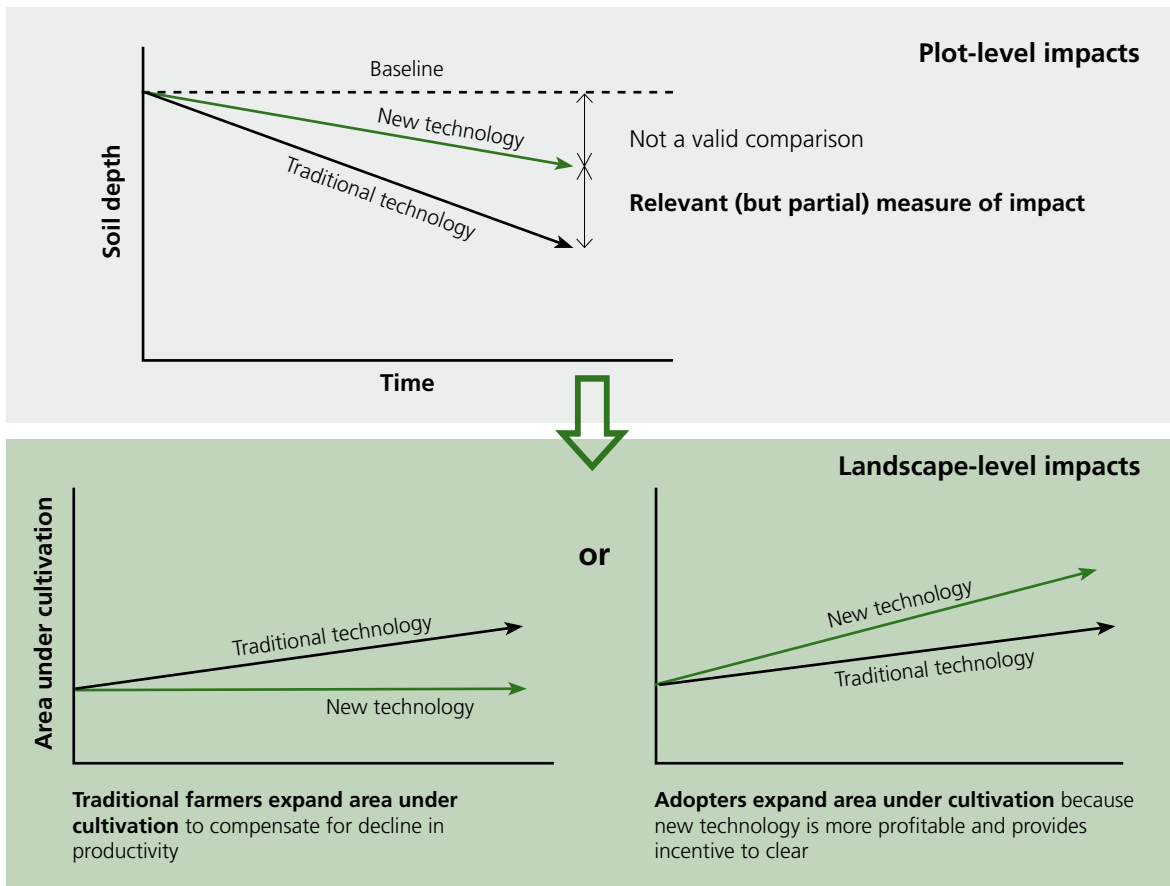 Plot-level impacts
Baseline
New technology
Traditional technology
Not a valid comparison
Relevant (but partial) measure of impact
Soil depth
Time
Landscape-level impacts
Area under cultivation
Traditional technology
New technology
or
New technology
Traditional technology
Traditional farmers expand area under
cultivation to compensate for decline in
productivity
Adopters expand area under cultivation because
new technology is more profitable and provides
incentive to clear